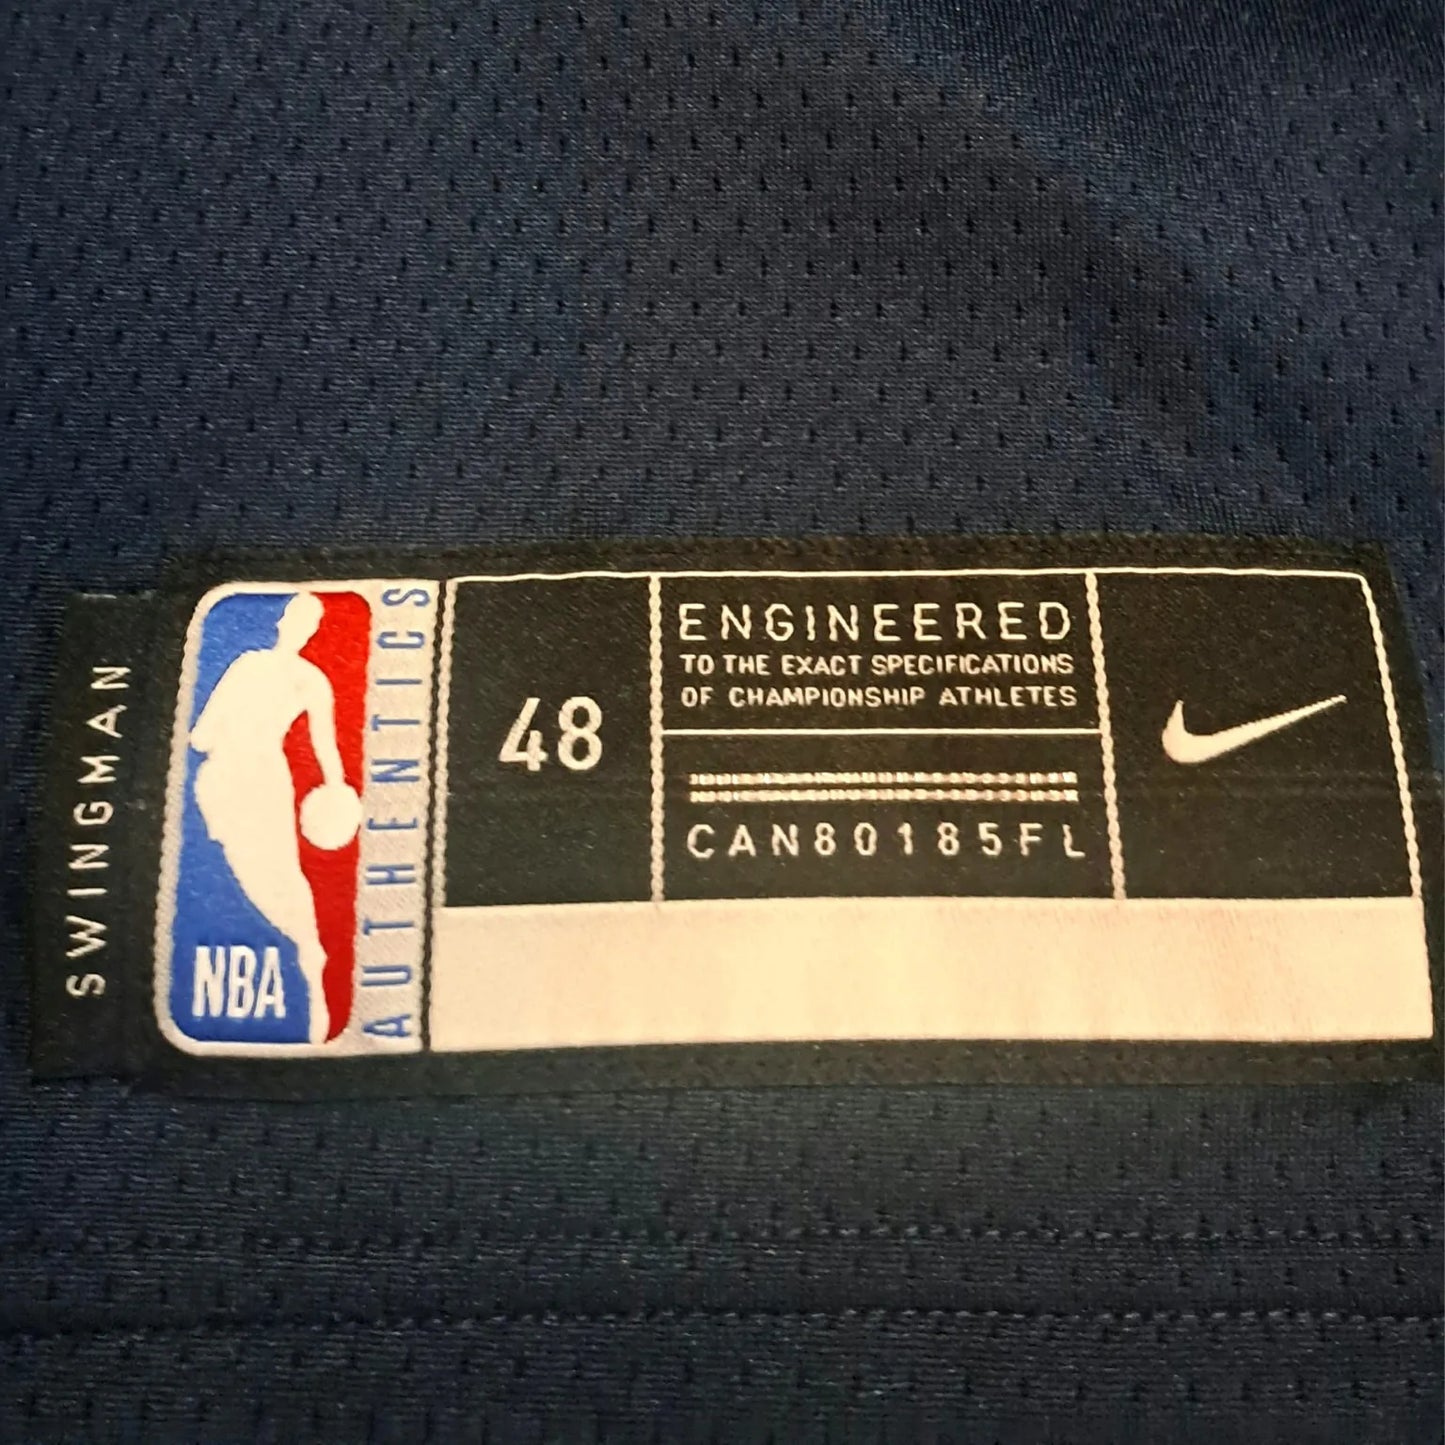 SWINGMAN
NBA
AUTHENTICS
48
ENGINEERED
TO THE EXACT SPECIFICATIONS
OF CHAMPIONSHIP ATHLETES
CAN80185FL